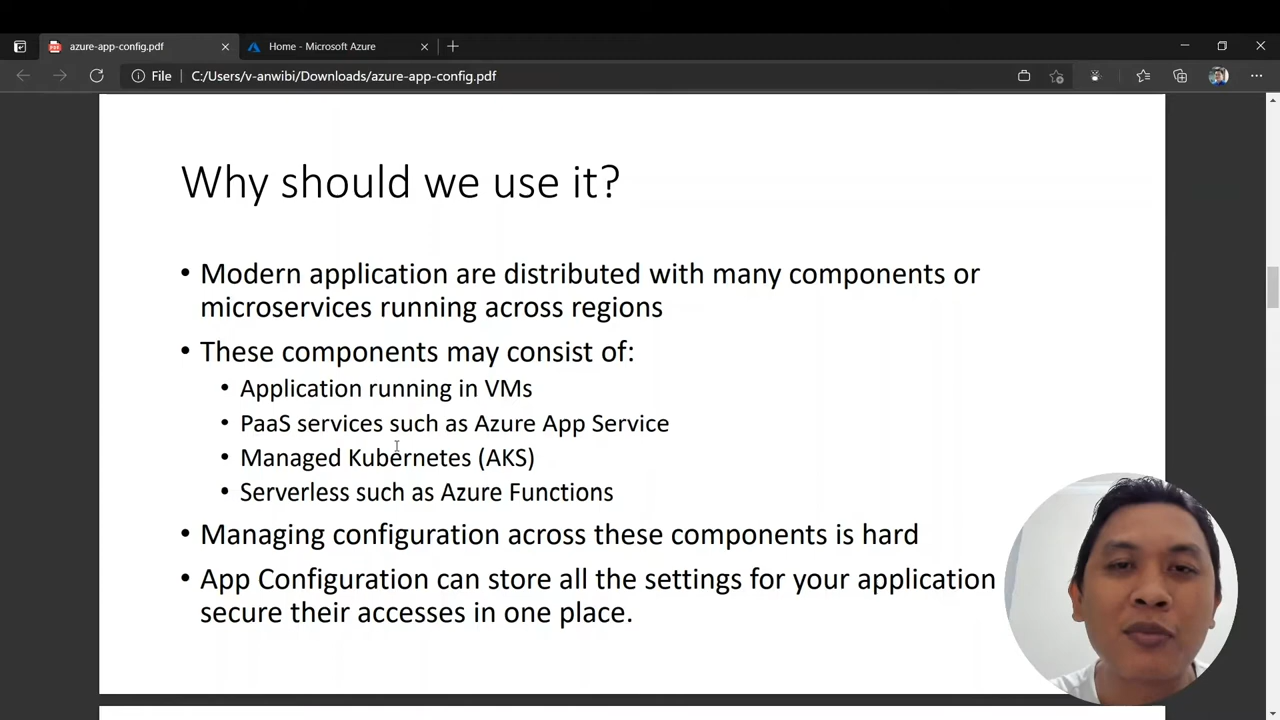 azure-app-config.pdf
Home - Microsoft Azure
File
C:/Users/v-anwibi/Downloads/azure-app-config.pdf
Why should we use it?
• Modern application are distributed with many components or
microservices running across regions
• These components may consist of:
• Application running in VMs
• PaaS services such as Azure App Service
• Managed Kubernetes (AKS)
• Serverless such as Azure Functions
• Managing configuration across these components is hard
• App Configuration can store all the settings for your application
secure their accesses in one place.